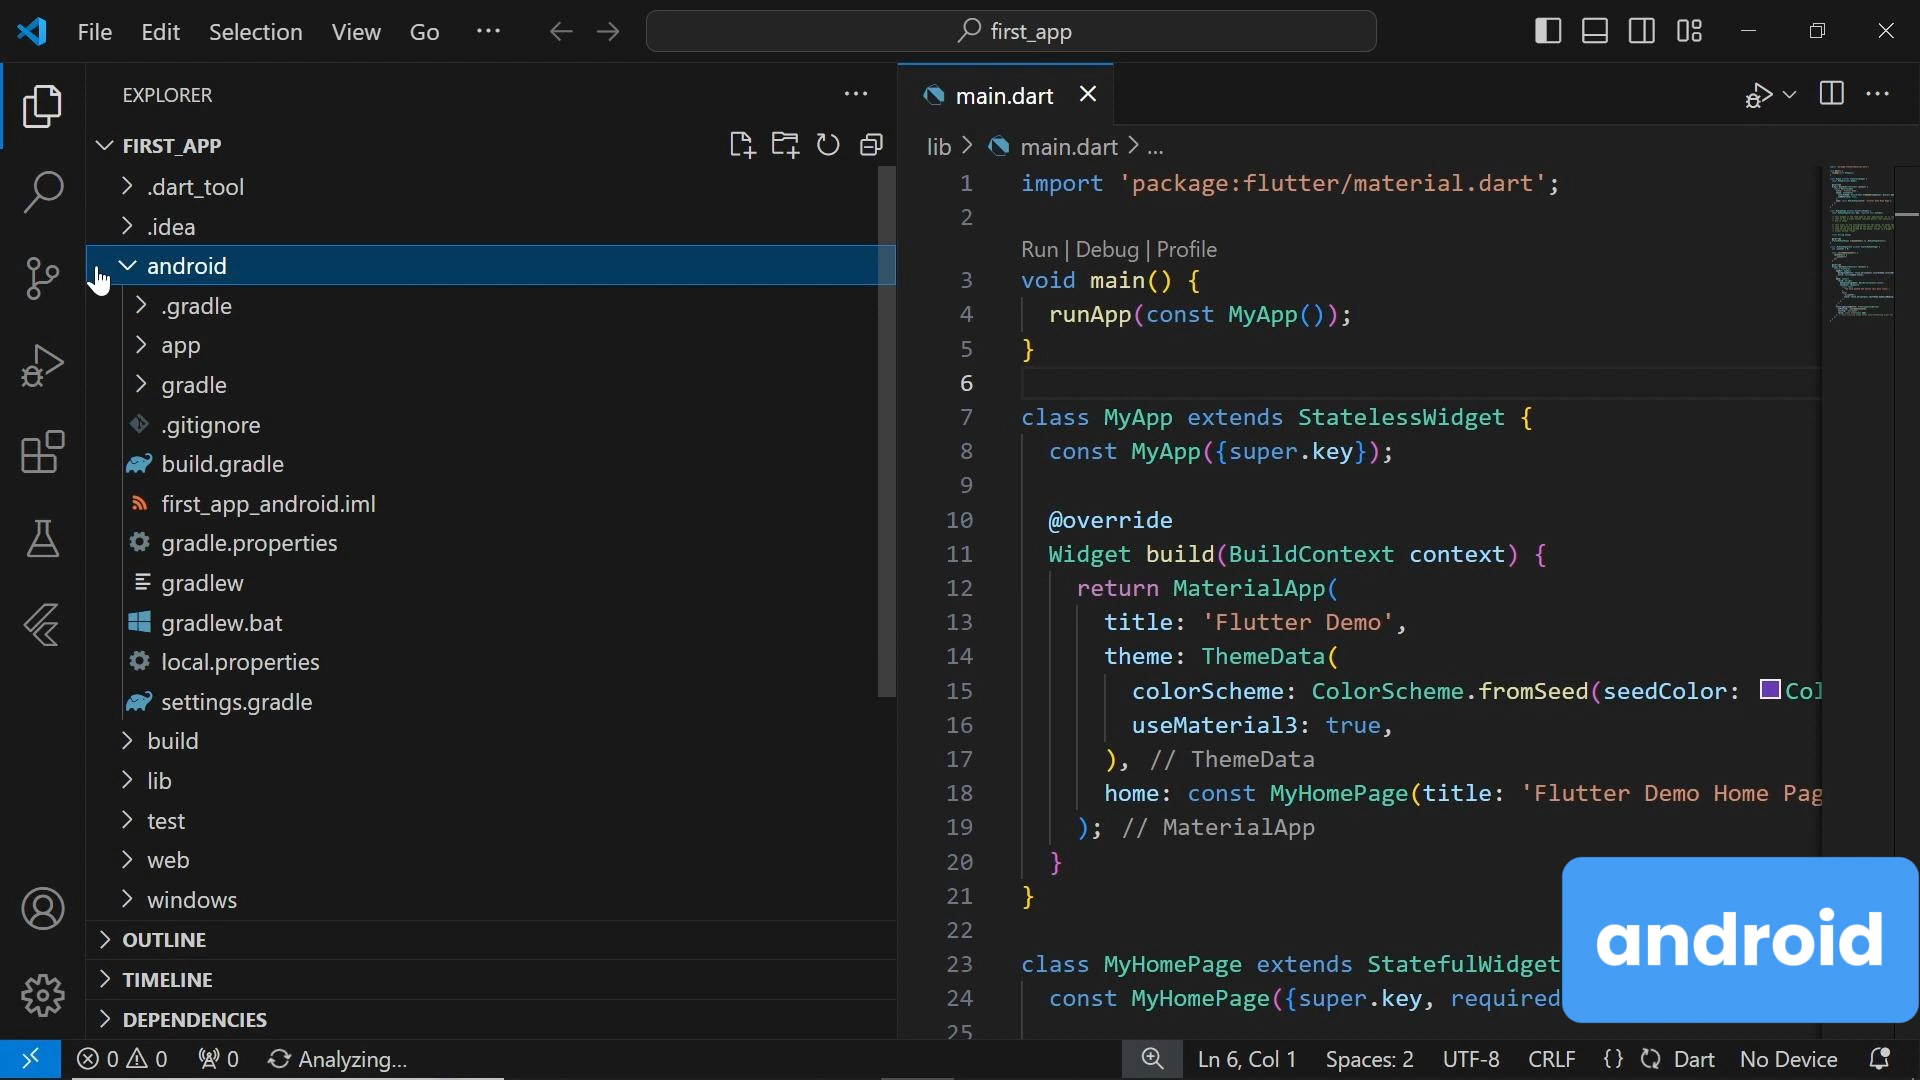 File Edit Selection View Go ... first_app
EXPLORER
FIRST_APP
.dart_tool
.idea
android
.gradle
app
gradle
.gitignore
build.gradle
first_app_android.iml
gradle.properties
gradlew
gradlew.bat
local.properties
settings.gradle
build
lib
test
web
windows
OUTLINE
TIMELINE
DEPENDENCIES
main.dart
lib > main.dart > ...
1 import 'package:flutter/material.dart';
2
Run | Debug | Profile
3 void main() {
4 runApp(const MyApp());
5 }
6
7 class MyApp extends StatelessWidget {
8 const MyApp({super.key});
9
10 @override
11 Widget build(BuildContext context) {
12 return MaterialApp(
13 title: 'Flutter Demo',
14 theme: ThemeData(
15 colorScheme: ColorScheme.fromSeed(seedColor: Col
16 useMaterial3: true,
17 ), // ThemeData
18 home: const MyHomePage(title: 'Flutter Demo Home Pag
19 ); // MaterialApp
20 }
21 }
22
23 class MyHomePage extends StatefulWidget
24 const MyHomePage({super.key, required
25
android
0 0 0 Analyzing... Ln 6, Col 1 Spaces: 2 UTF-8 CRLF {} Dart No Device